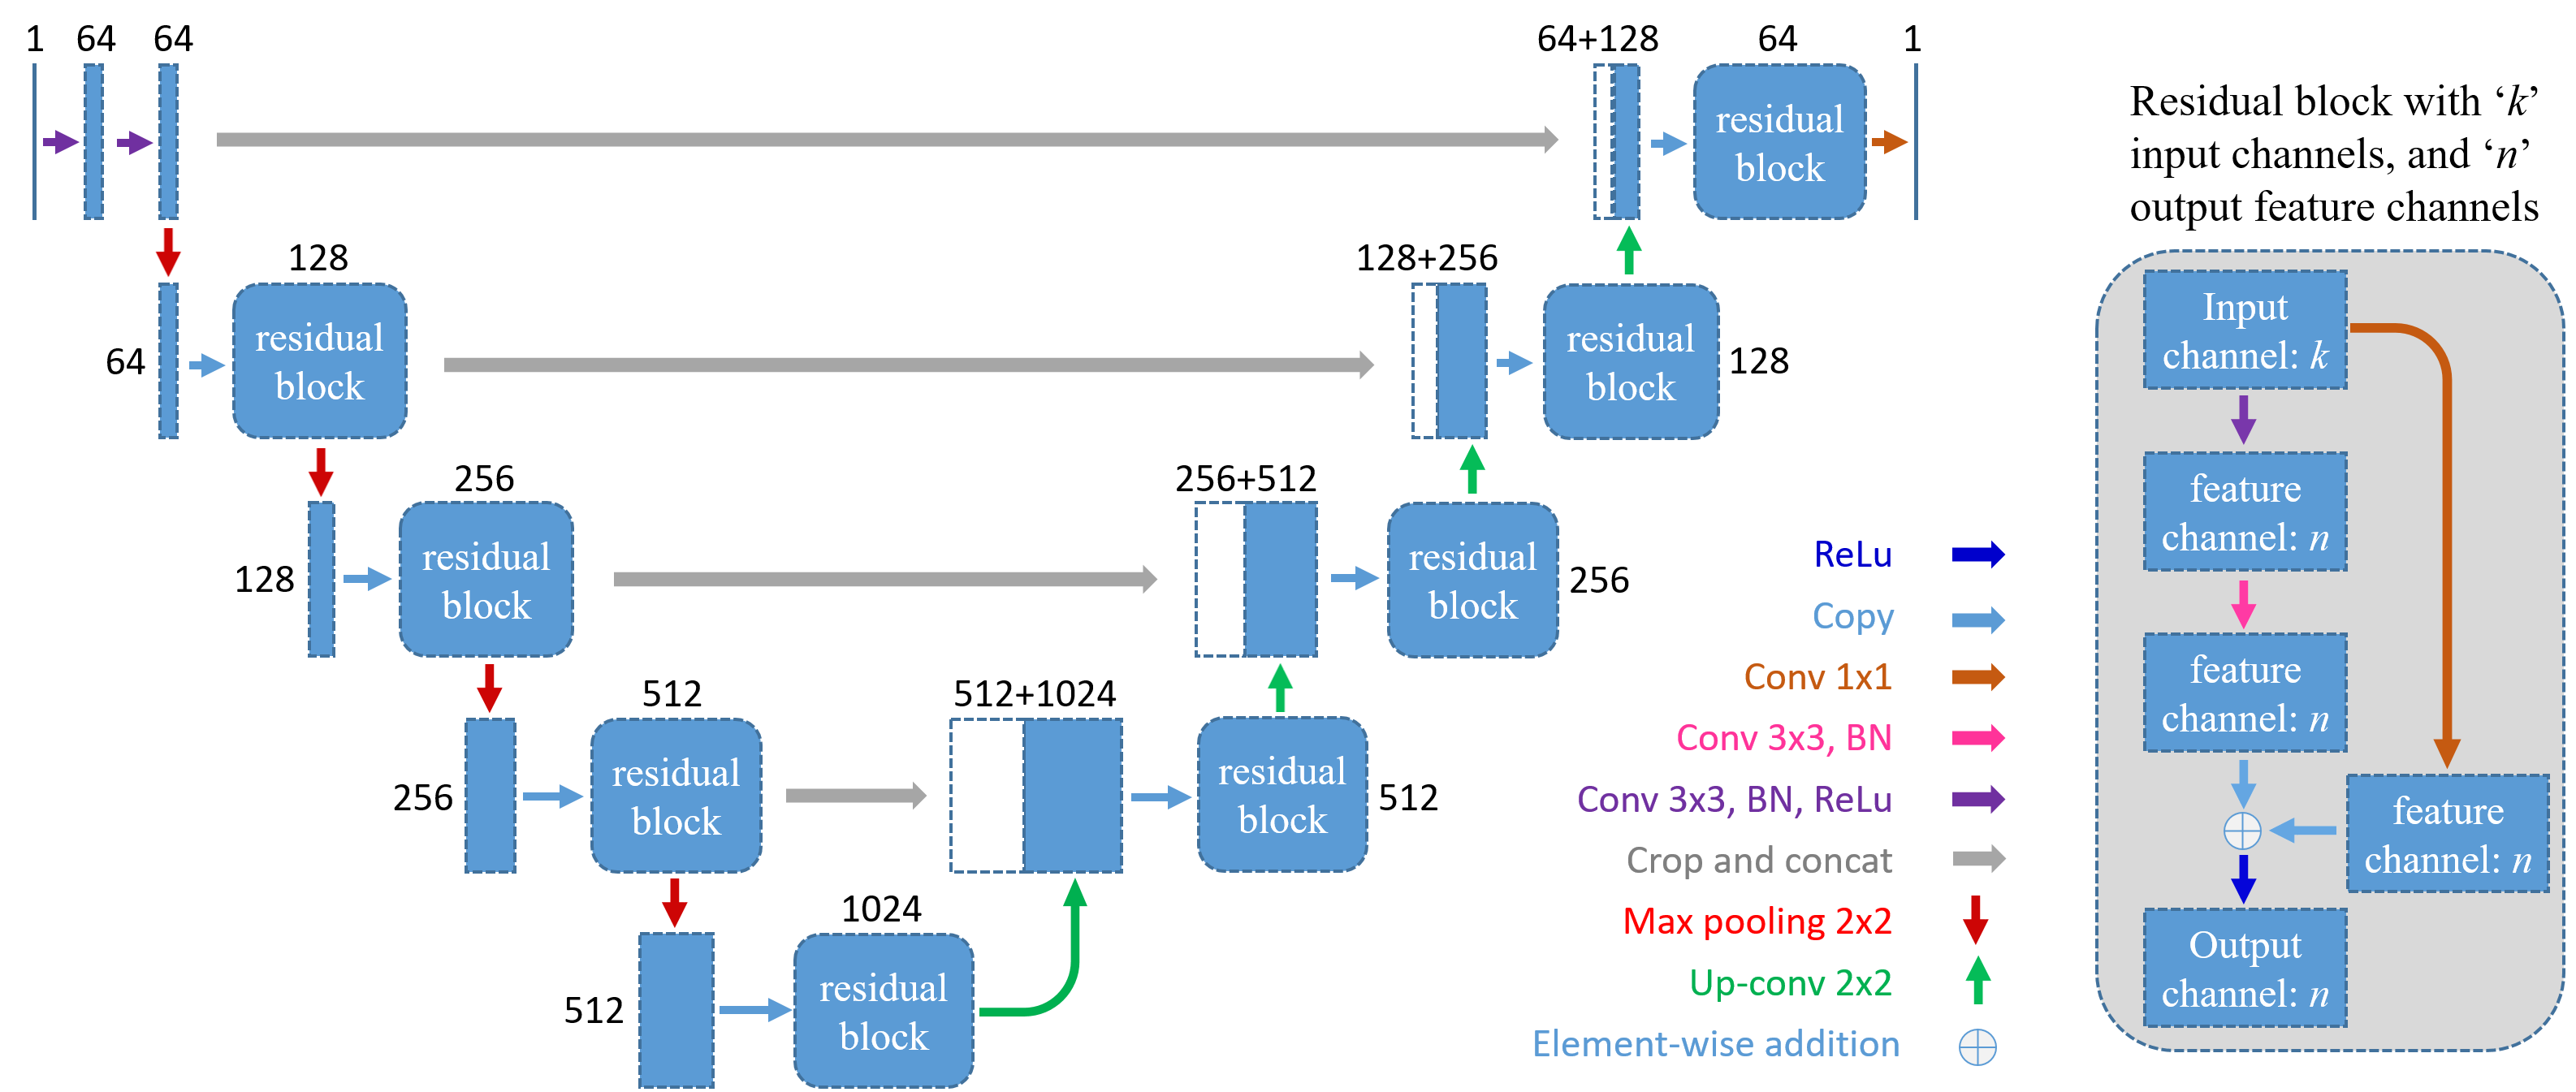 1
64
64
64+128
64
1
residual
block
Residual block with ‘k’
input channels, and ‘n’
output feature channels
128
64
residual
block
128+256
residual
block
128
256
128
residual
block
256+512
residual
block
256
512
256
residual
block
512+1024
residual
block
512
1024
512
residual
block
ReLu
Copy
Conv 1x1
Conv 3x3, BN
Conv 3x3, BN, ReLu
Crop and concat
Max pooling 2x2
Up-conv 2x2
Element-wise addition
Input
channel: k
feature
channel: n
feature
channel: n
feature
channel: n
Output
channel: n